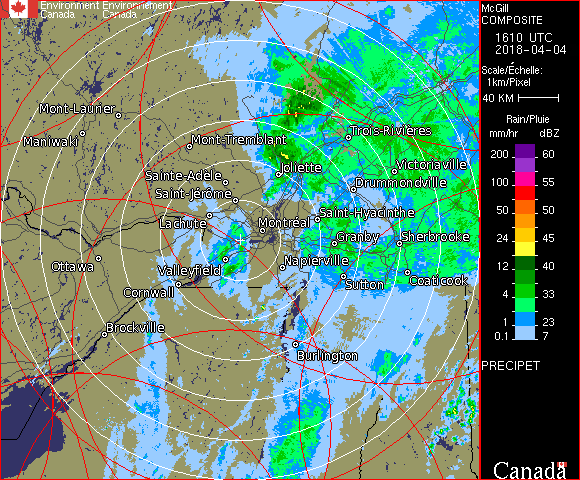 Environment Environnement
Canada Canada
McGill
COMPOSITE
1610 UTC
2018-04-04
Scale/Échelle:
1km/Pixel
40 KM
Rain/Pluie
mm/hr dBZ
200 60
100 55
50 50
24 45
12 40
4 33
1 23
0.1 7
PRECIPET
Canada
Mont-Laurier
Maniwaki
Mont-Tremblant
Trois-Rivières
Joliette
Victoriaville
Sainte-Adèle
Drummondville
Saint-Jérôme
Saint-Hyacinthe
Lachute
Montréal
Granby
Sherbrooke
Ottawa
Valleyfield
Napierville
Coaticook
Sutton
Cornwall
Brockville
Burlington